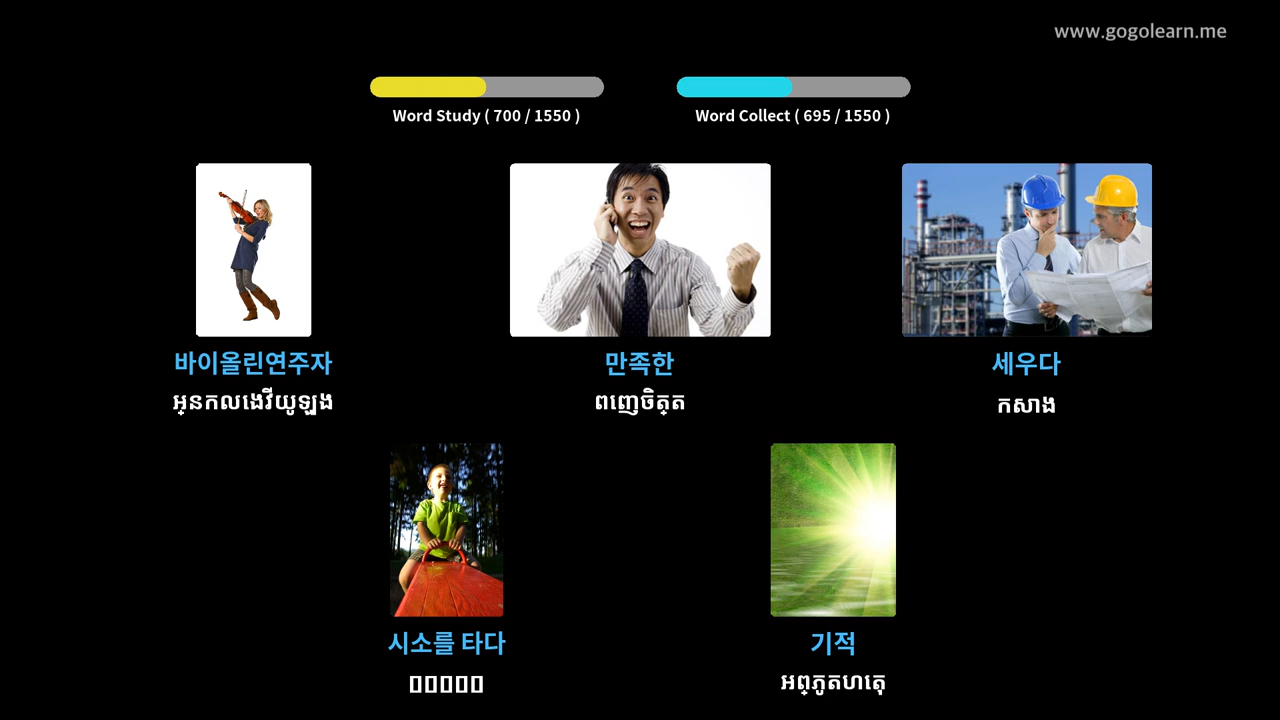 www.gogolearn.me
Word Study ( 700 / 1550 )
Word Collect ( 695 / 1550 )
바이올린연주자
អ្នកលេងវីយូឡុង
만족한
ពេញចិត្ត
세우다
កសាង
시소를 타다
기적
អព្ភូតហេតុ